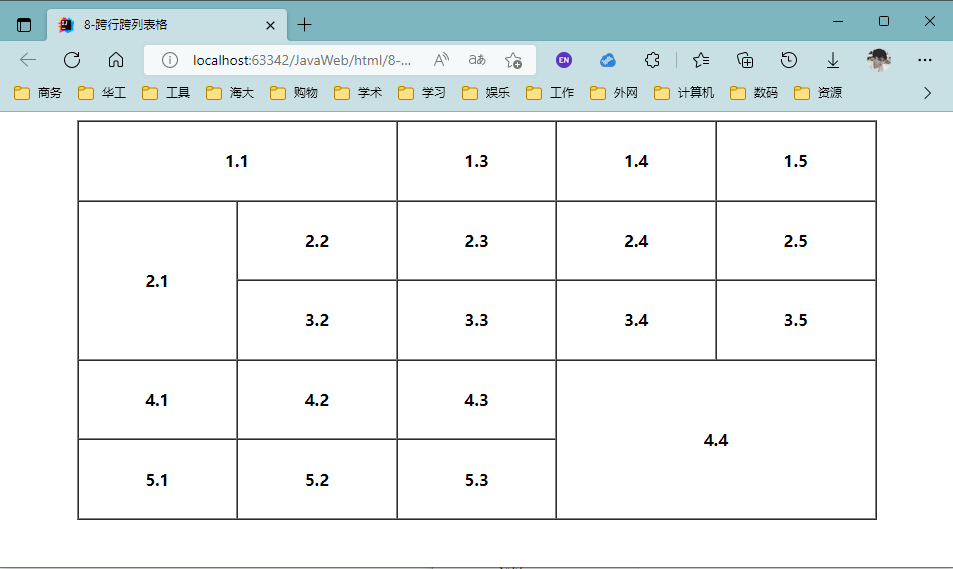 8-跨行跨列表格
localhost:63342/JavaWeb/html/8-...
A
aあ
EN
商务 华工 工具 海大 购物 学术 学习 娱乐 工作 外网 计算机 数码 资源
1.1 1.3 1.4 1.5
2.1 2.2 2.3 2.4 2.5
3.2 3.3 3.4 3.5
4.1 4.2 4.3 4.4
5.1 5.2 5.3